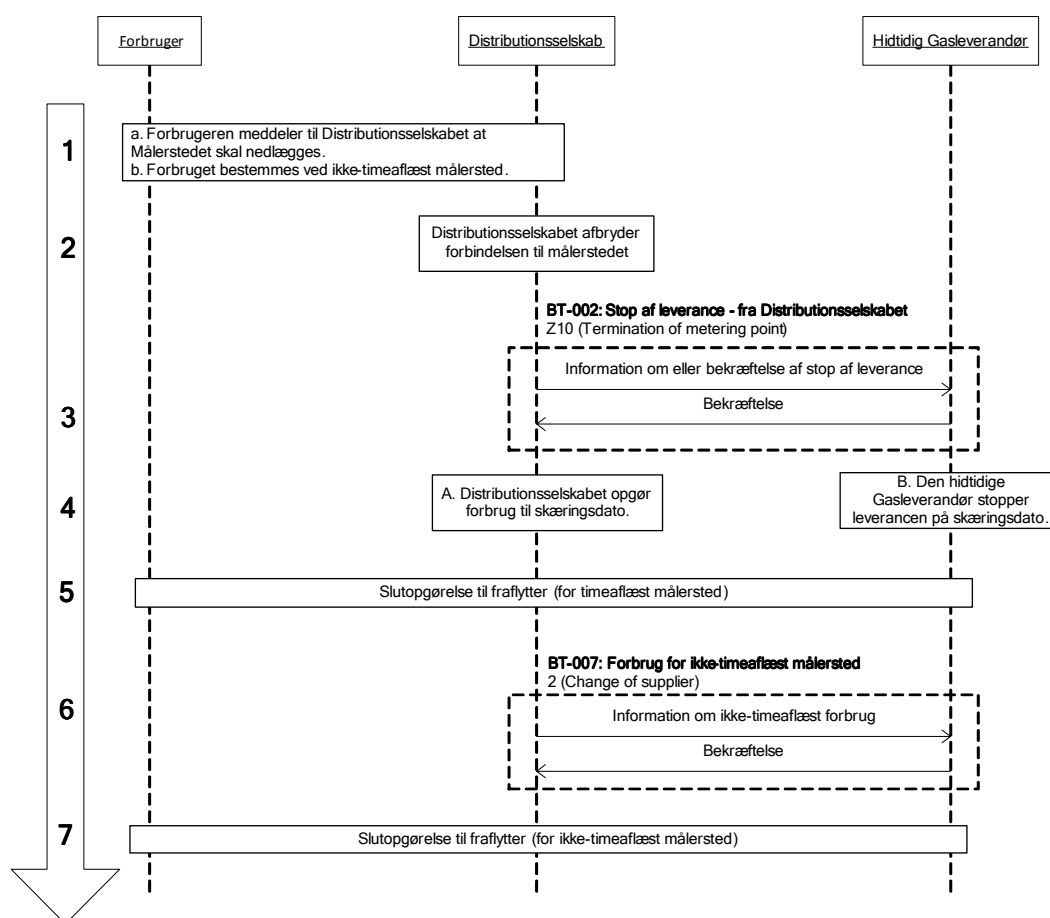 Forbruger
Distributionsselskab
Hidtidig Gasleverandør
1
a. Forbrugeren meddeler til Distributionsselskabet at
Målerstedet skal nedlægges.
b. Forbruget bestemmes ved ikke-timeaflæst målersted.
2
Distributionsselskabet afbryder
forbindelsen til målerstedet
BT-002: Stop af leverance - fra Distributionsselskabet
Z10 (Termination of metering point)
Information om eller bekræftelse af stop af leverance
3
Bekræftelse
4
A. Distributionsselskabet opgør
forbrug til skæringsdato.
B. Den hidtidige
Gasleverandør stopper
leverancen på skæringsdato.
5
Slutopgørelse til fraflytter (for timeaflæst målersted)
BT-007: Forbrug for ikke-timeaflæst målersted
2 (Change of supplier)
6
Information om ikke-timeaflæst forbrug
Bekræftelse
7
Slutopgørelse til fraflytter (for ikke-timeaflæst målersted)